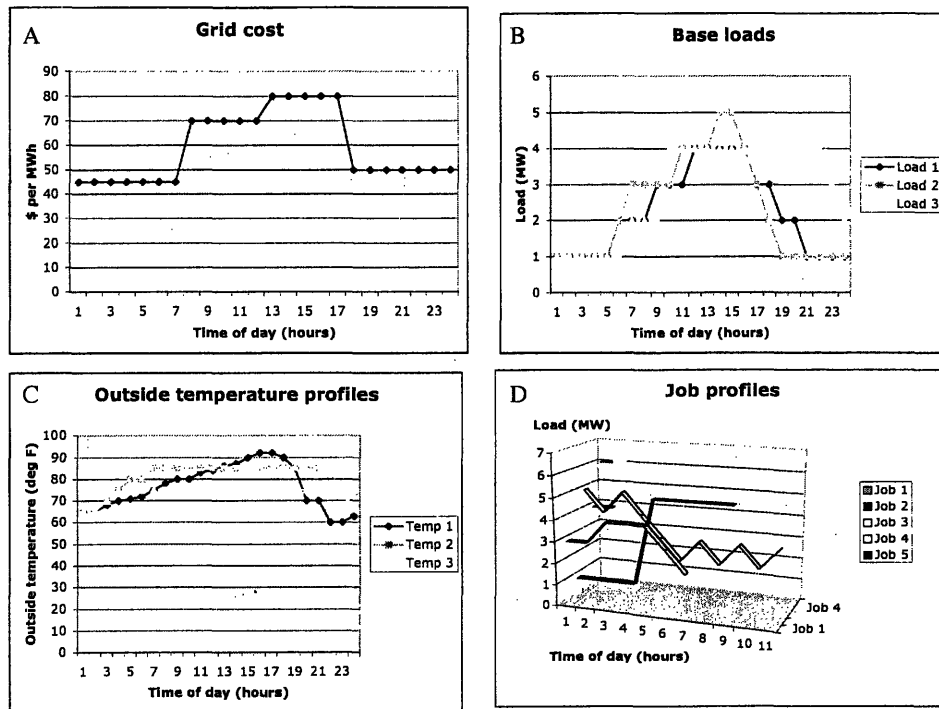 A
Grid cost
$ per MWh
90
80
70
60
50
40
30
20
10
0
1 3 5 7 9 11 13 15 17 19 21 23
Time of day (hours)
B
Base loads
Load (MW)
6
5
4
3
2
1
0
1 3 5 7 9 11 13 15 17 19 21 23
Time of day (hours)
Load 1
Load 2
Load 3
C
Outside temperature profiles
Outside temperature (deg F)
100
90
80
70
60
50
40
30
20
10
0
1 3 5 7 9 11 13 15 17 19 21 23
Time of day (hours)
Temp 1
Temp 2
Temp 3
D
Job profiles
Load (MW)
7
6
5
4
3
2
1
0
1 2 3 4 5 6 7 8 9 10 11
Time of day (hours)
Job 4
Job 1
Job 1
Job 2
Job 3
Job 4
Job 5